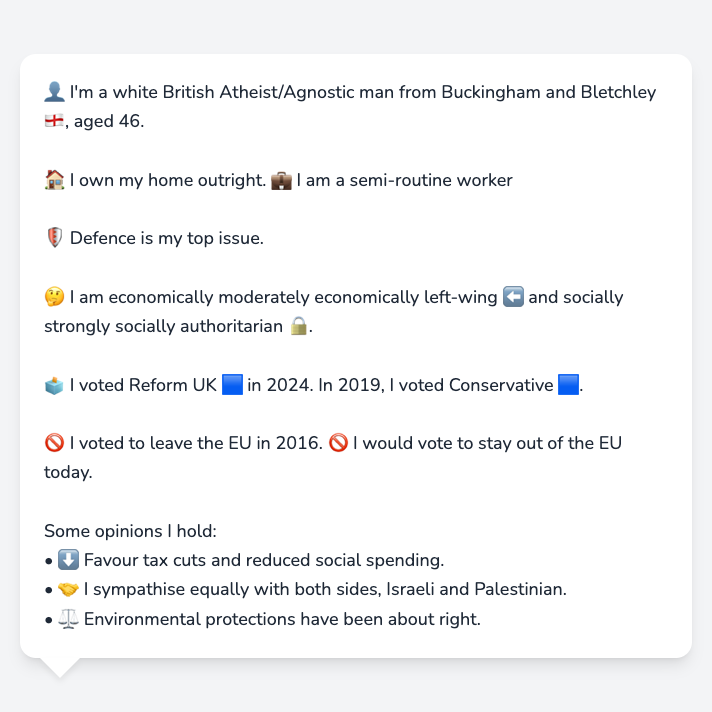 👤 I'm a white British Atheist/Agnostic man from Buckingham and Bletchley
🏴󠁧󠁢󠁥󠁮󠁧󠁿, aged 46.
🏠 I own my home outright. 💼 I am a semi-routine worker
🛡️ Defence is my top issue.
🤔 I am economically moderately economically left-wing ⬅️ and socially
strongly socially authoritarian 🔒.
🗳️ I voted Reform UK 🟦 in 2024. In 2019, I voted Conservative 🟦.
🚫 I voted to leave the EU in 2016. 🚫 I would vote to stay out of the EU
today.
Some opinions I hold:
• ⬇️ Favour tax cuts and reduced social spending.
• 🤝 I sympathise equally with both sides, Israeli and Palestinian.
• ⚖️ Environmental protections have been about right.